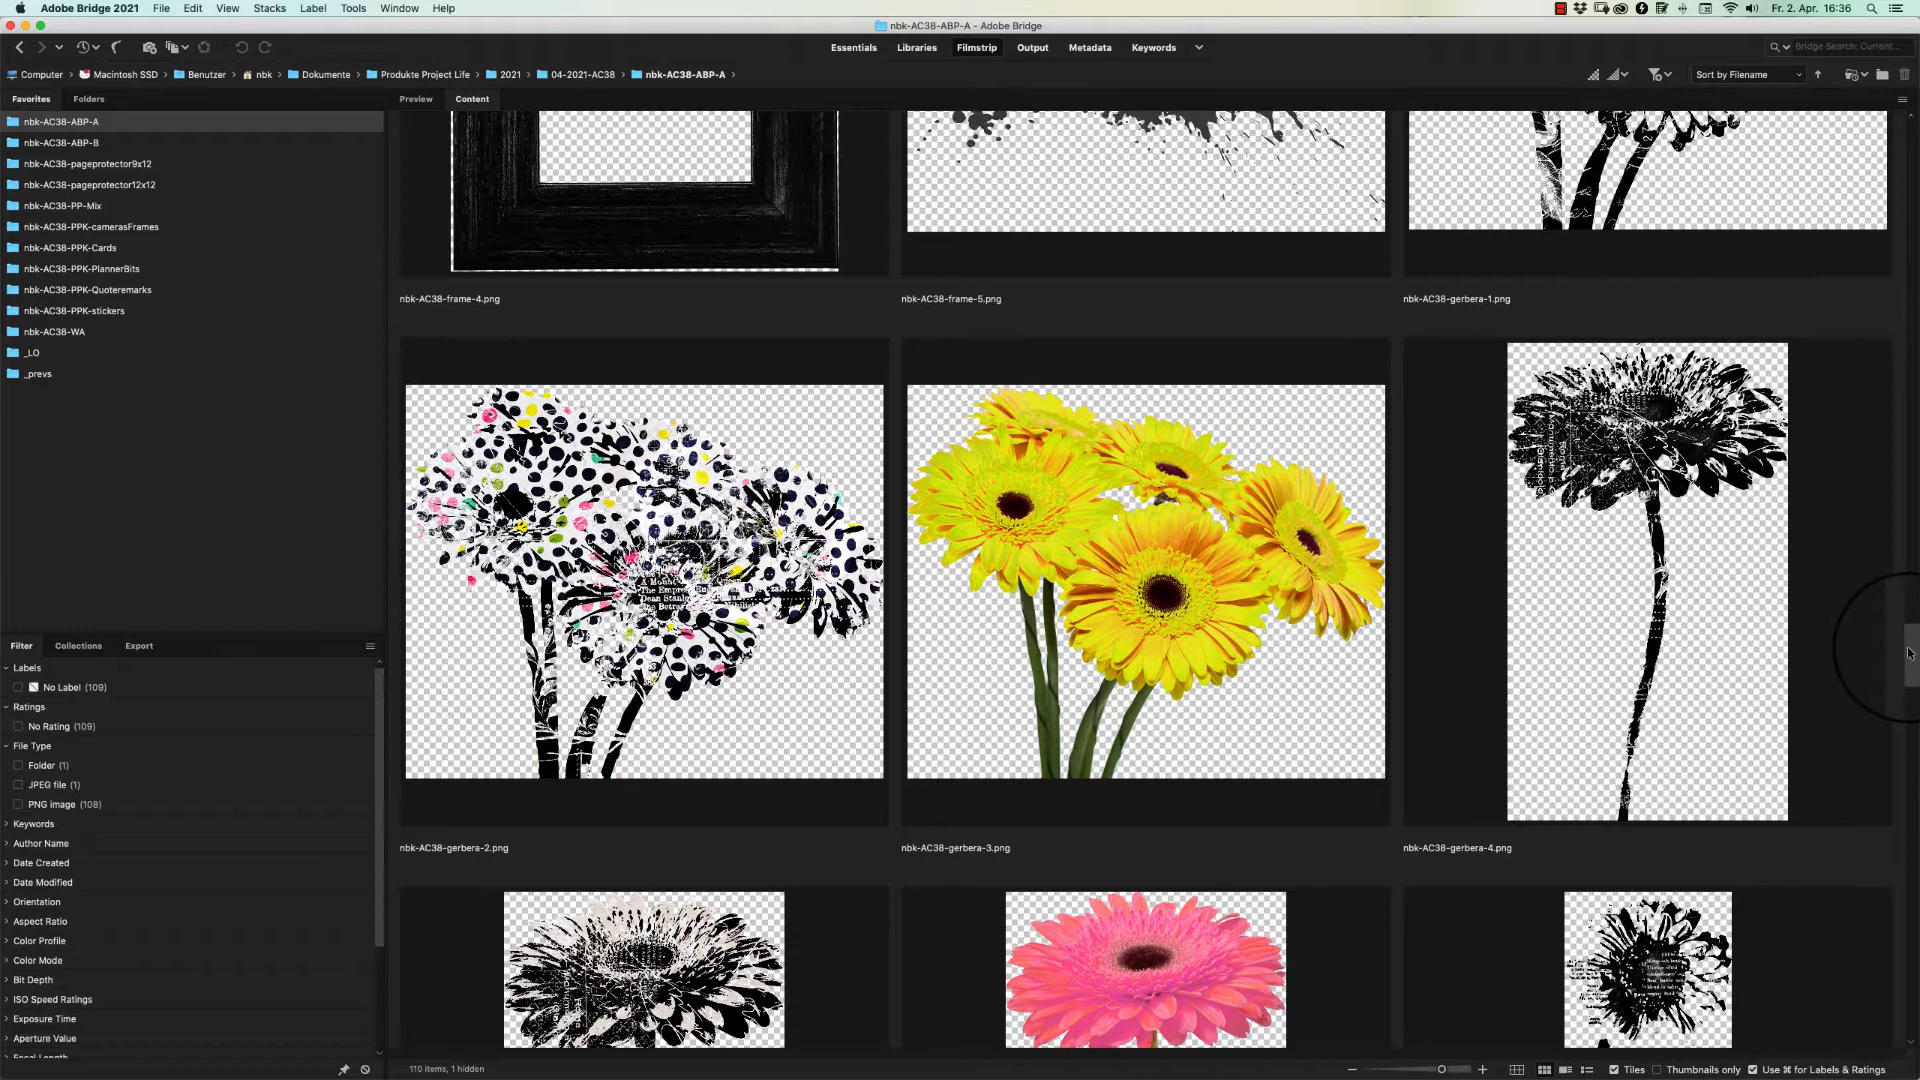 Adobe Bridge 2021 File Edit View Stacks Label Tools Window Help
Fr. 2. Apr. 16:36
nbk-AC38-ABP-A - Adobe Bridge
Essentials Libraries Filmstrip Output Metadata Keywords
Bridge Search: Current...
Computer Macintosh SSD Benutzer nbk Dokumente Produkte Project Life 2021 04-2021-AC38 nbk-AC38-ABP-A
Sort by Filename
Favorites Folders
Preview Content
nbk-AC38-ABP-A
nbk-AC38-ABP-B
nbk-AC38-pageprotector9x12
nbk-AC38-pageprotector12x12
nbk-AC38-PP-Mix
nbk-AC38-PPK-camerasFrames
nbk-AC38-PPK-Cards
nbk-AC38-PPK-PlannerBits
nbk-AC38-PPK-Quoteremarks
nbk-AC38-PPK-stickers
nbk-AC38-WA
_LO
_prevs
nbk-AC38-frame-4.png
nbk-AC38-frame-5.png
nbk-AC38-gerbera-1.png
nbk-AC38-gerbera-2.png
nbk-AC38-gerbera-3.png
nbk-AC38-gerbera-4.png
Filter Collections Export
Labels
No Label (109)
Ratings
No Rating (109)
File Type
Folder (1)
JPEG file (1)
PNG image (108)
Keywords
Author Name
Date Created
Date Modified
Orientation
Aspect Ratio
Color Profile
Color Mode
Bit Depth
ISO Speed Ratings
Exposure Time
Aperture Value
Focal Length
110 items, 1 hidden
Tiles Thumbnails only Use ⌘ for Labels & Ratings